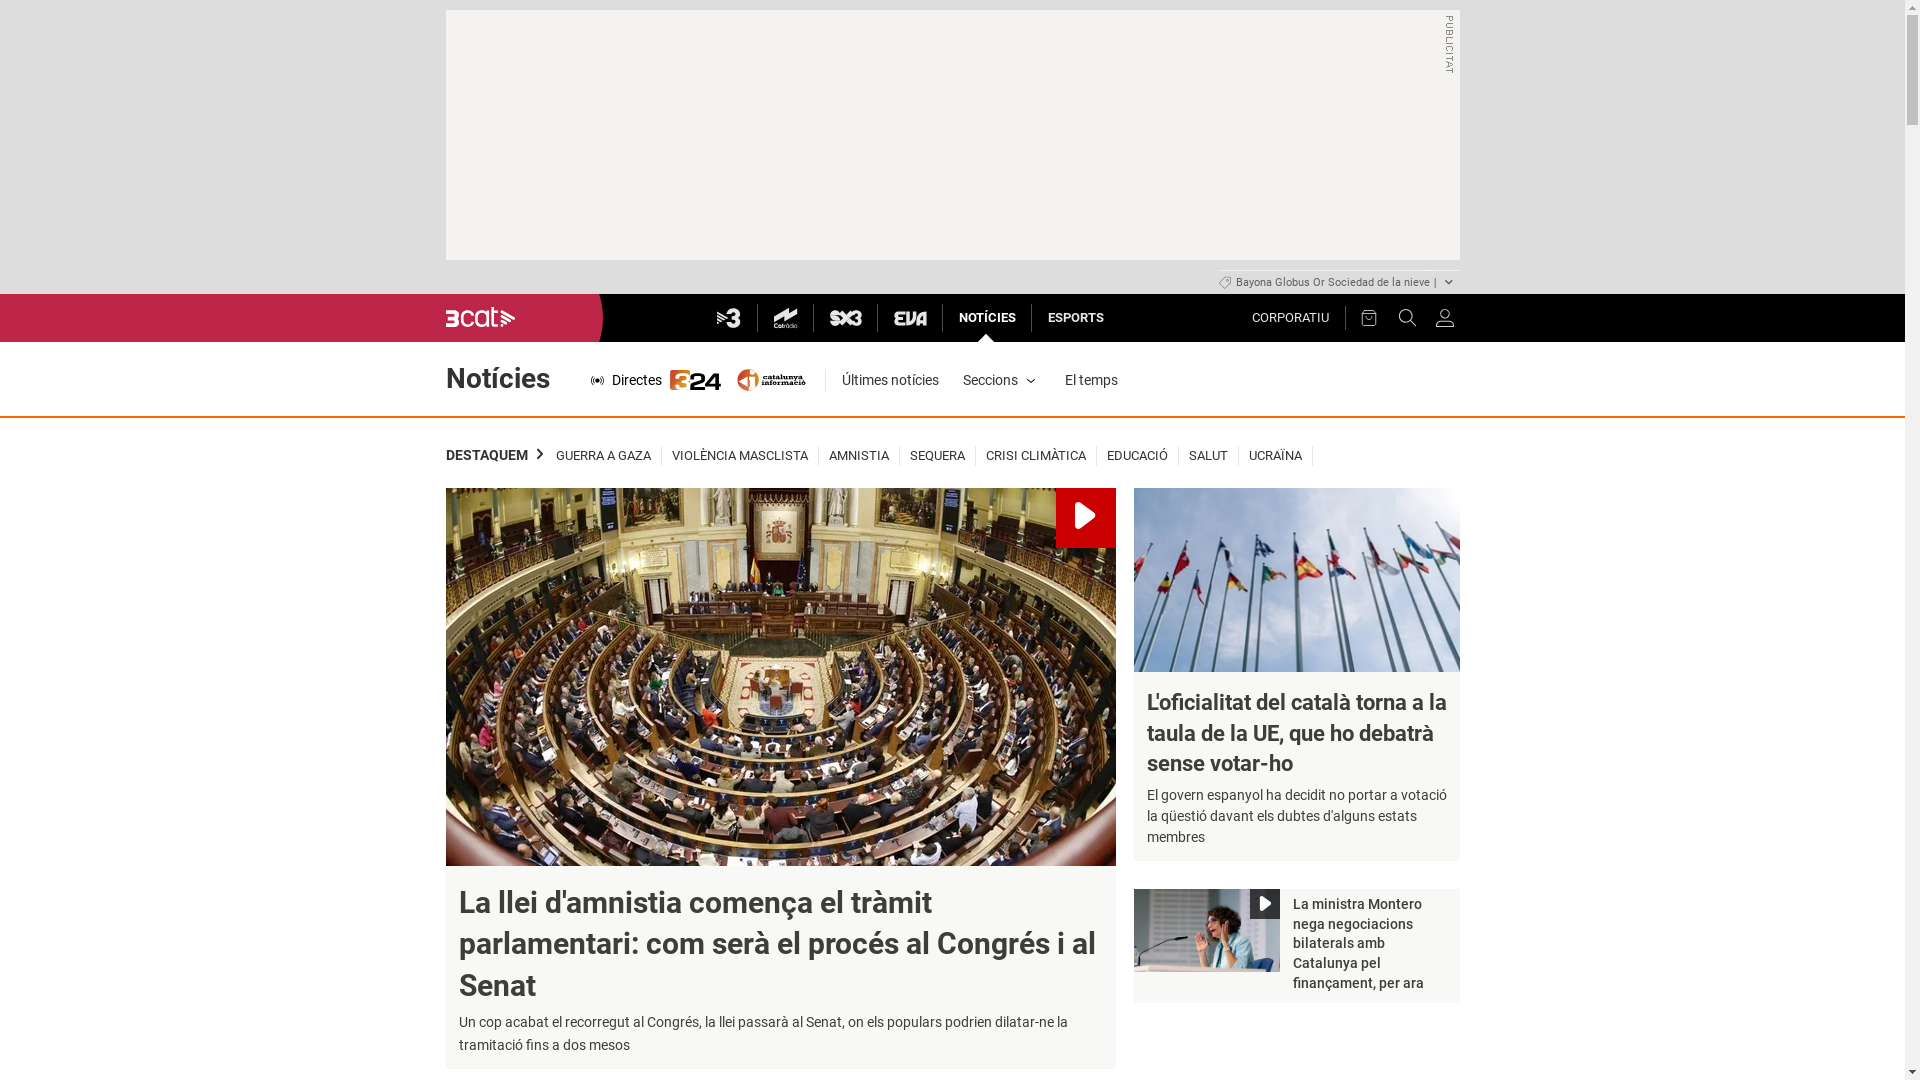 PUBLICITAT
Bayona Globus Or Sociedad de la nieve |
3cat
3
Catràdio
SX3
EVA
NOTÍCIES
ESPORTS
CORPORATIU
Notícies
Directes
324
catalunya
informació
Últimes notícies
Seccions
El temps
DESTAQUEM
GUERRA A GAZA
VIOLÈNCIA MASCLISTA
AMNISTIA
SEQUERA
CRISI CLIMÀTICA
EDUCACIÓ
SALUT
UCRAÏNA
La llei d'amnistia comença el tràmit
parlamentari: com serà el procés al Congrés i al
Senat
Un cop acabat el recorregut al Congrés, la llei passarà al Senat, on els populars podrien dilatar-ne la
tramitació fins a dos mesos
L'oficialitat del català torna a la
taula de la UE, que ho debatrà
sense votar-ho
El govern espanyol ha decidit no portar a votació
la qüestió davant els dubtes d'alguns estats
membres
La ministra Montero
nega negociacions
bilaterals amb
Catalunya pel
finançament, per ara